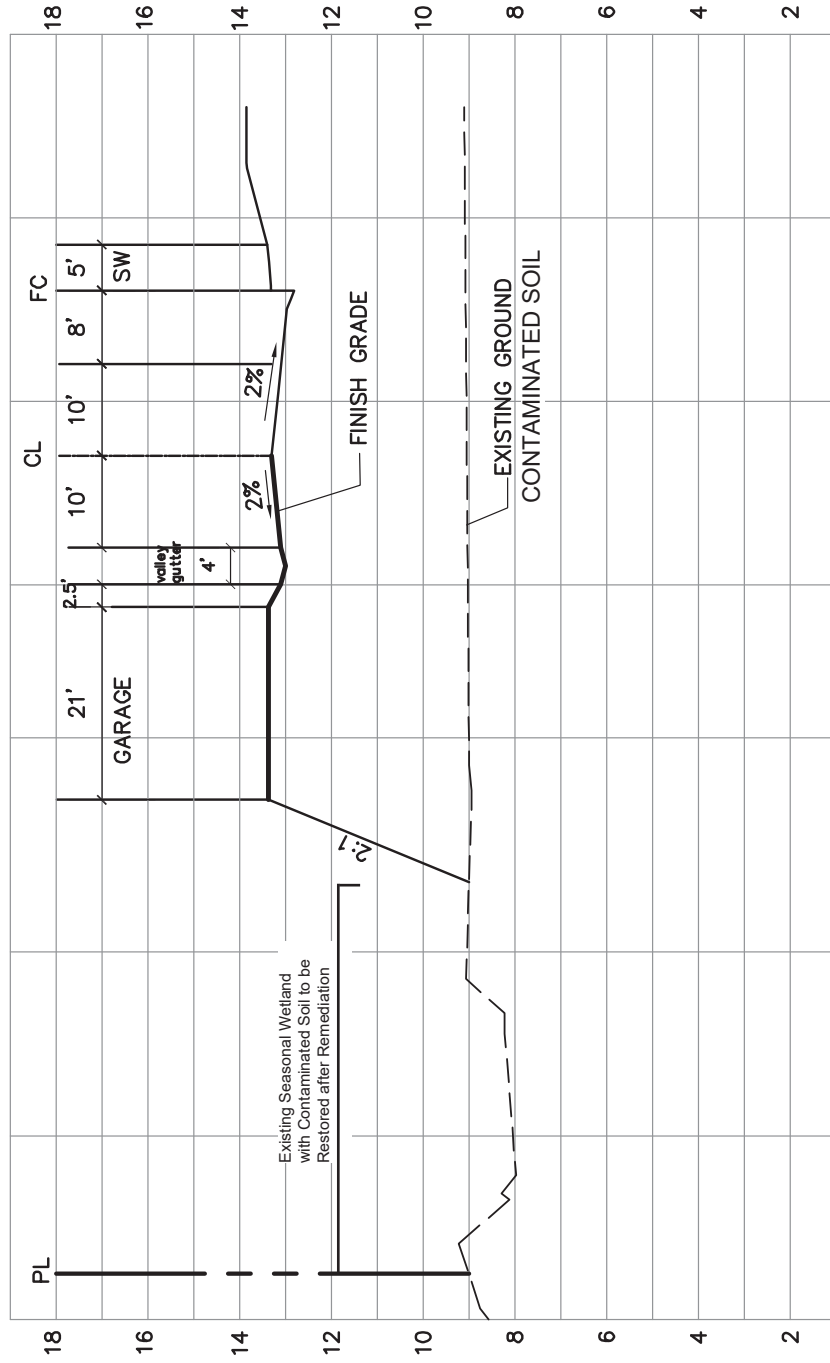 18
16
14
12
10
8
6
4
2
PL
CL
FC
21'
2.5'
10'
10'
8'
5'
GARAGE
valley
gutter
4'
SW
2%
2%
2:1
FINISH GRADE
Existing Seasonal Wetland
with Contaminated Soil to be
Restored after Remediation
EXISTING GROUND
CONTAMINATED SOIL
18
16
14
12
10
8
6
4
2